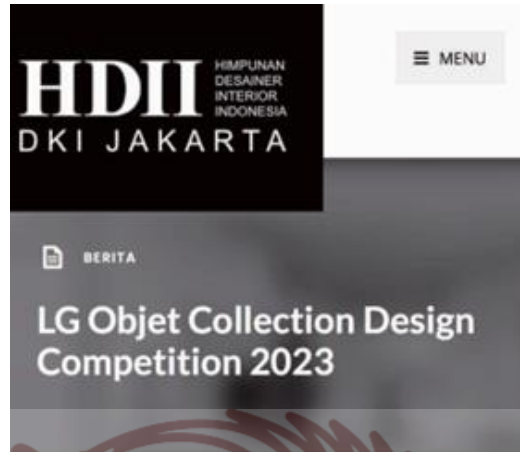 HDII
HIMPUNAN
DESAINER
INTERIOR
INDONESIA
DKI JAKARTA
MENU
BERITA
LG Objet Collection Design
Competition 2023